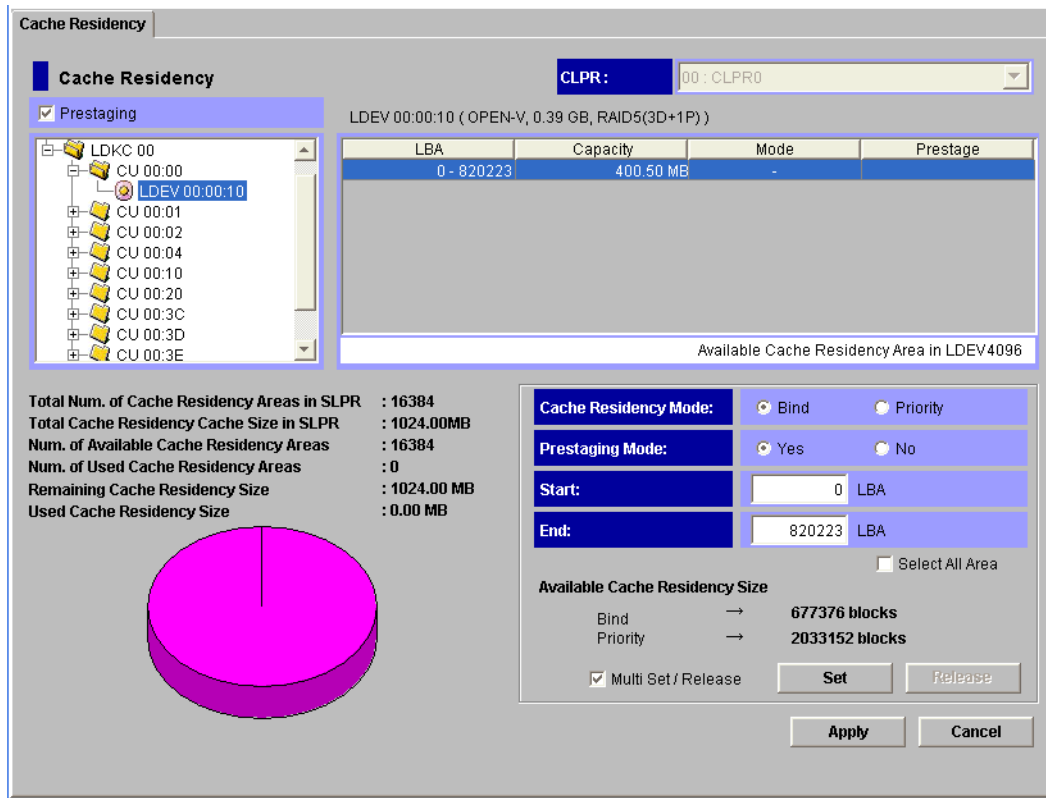 Cache Residency
Cache Residency
CLPR :
00 : CLPR0
Prestaging
LDEV 00:00:10 ( OPEN-V, 0.39 GB, RAID5(3D+1P) )
LDKC 00
CU 00:00
LDEV 00:00:10
CU 00:01
CU 00:02
CU 00:04
CU 00:10
CU 00:20
CU 00:3C
CU 00:3D
CU 00:3E
LBA Capacity Mode Prestage
0 - 820223 400.50 MB -
Available Cache Residency Area in LDEV4096
Total Num. of Cache Residency Areas in SLPR : 16384
Total Cache Residency Cache Size in SLPR : 1024.00MB
Num. of Available Cache Residency Areas : 16384
Num. of Used Cache Residency Areas : 0
Remaining Cache Residency Size : 1024.00 MB
Used Cache Residency Size : 0.00 MB
Cache Residency Mode: Bind Priority
Prestaging Mode: Yes No
Start: 0 LBA
End: 820223 LBA
Select All Area
Available Cache Residency Size
Bind → 677376 blocks
Priority → 2033152 blocks
Multi Set / Release Set Release
Apply Cancel